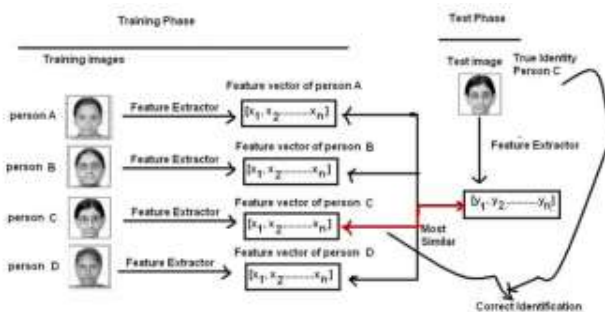 Training Phase
Test Phase
Training images
Test image
True Identity
Person C
Feature vector of person A
person A
Feature Extractor
[x1, x2.........xn]
Feature vector of person B
person B
Feature Extractor
[x1, x2.........xn]
Feature Extractor
Feature vector of person C
person C
Feature Extractor
[x1, x2.........xn]
[y1, y2,.........yn]
Most
Similar
Feature vector of person D
person D
Feature Extractor
[x1, x2.........xn]
Correct Identification